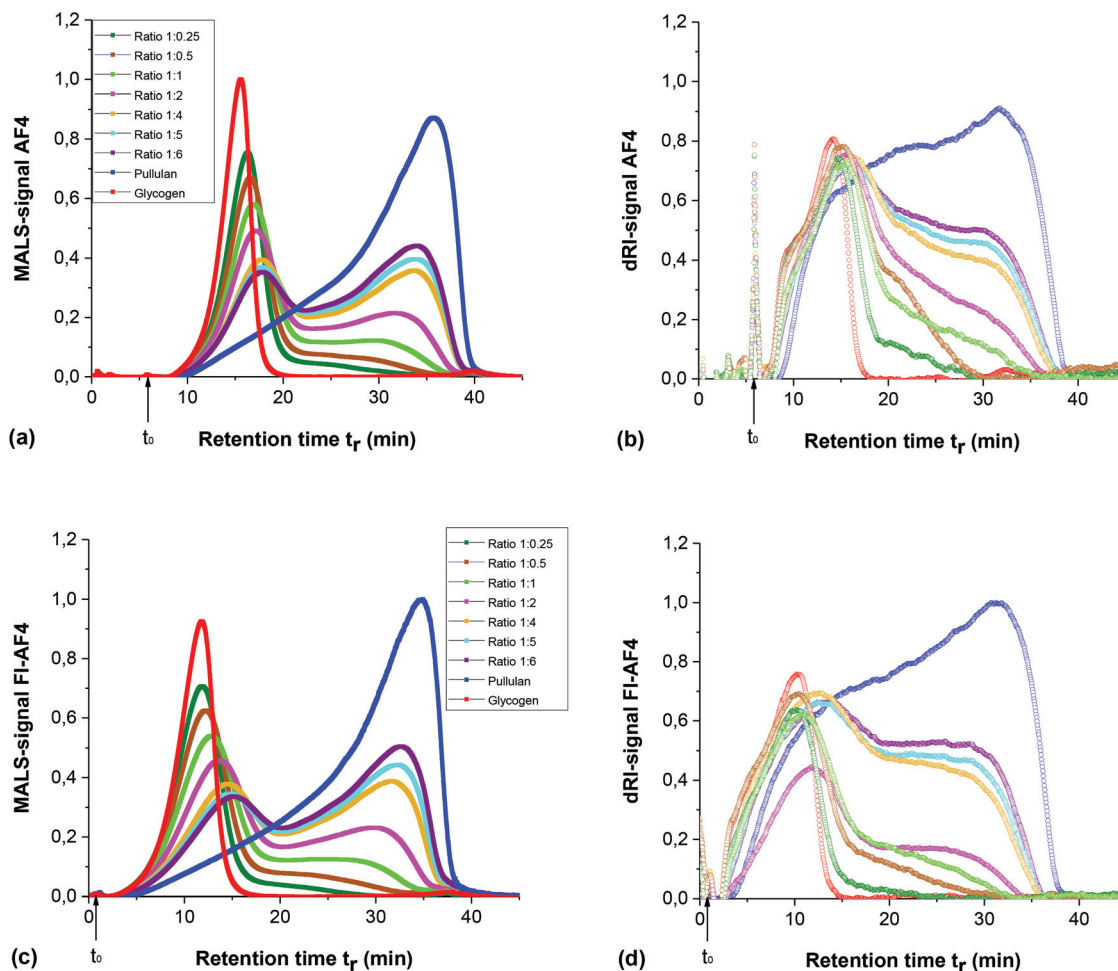 1,2
1,0
0,8
0,6
0,4
0,2
0,0
MALS-signal AF4
Ratio 1:0.25
Ratio 1:0.5
Ratio 1:1
Ratio 1:2
Ratio 1:4
Ratio 1:5
Ratio 1:6
Pullulan
Glycogen
0 10 20 30 40
t₀
Retention time tᵣ (min)
(a)
1,2
1,0
0,8
0,6
0,4
0,2
0,0
dRI-signal AF4
0 10 20 30 40
t₀
Retention time tᵣ (min)
(b)
1,2
1,0
0,8
0,6
0,4
0,2
0,0
MALS-signal FI-AF4
Ratio 1:0.25
Ratio 1:0.5
Ratio 1:1
Ratio 1:2
Ratio 1:4
Ratio 1:5
Ratio 1:6
Pullulan
Glycogen
0 10 20 30 40
t₀
Retention time tᵣ (min)
(c)
1,2
1,0
0,8
0,6
0,4
0,2
0,0
dRI-signal FI-AF4
0 10 20 30 40
t₀
Retention time tᵣ (min)
(d)